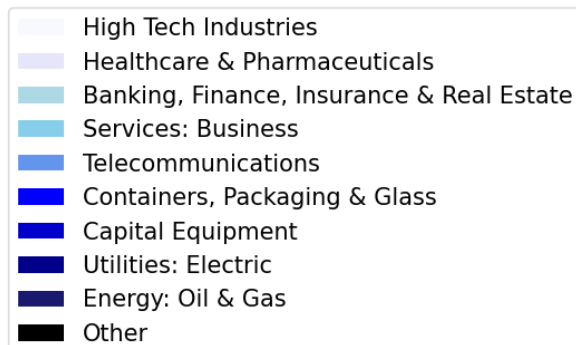 High Tech Industries
Healthcare & Pharmaceuticals
Banking, Finance, Insurance & Real Estate
Services: Business
Telecommunications
Containers, Packaging & Glass
Capital Equipment
Utilities: Electric
Energy: Oil & Gas
Other